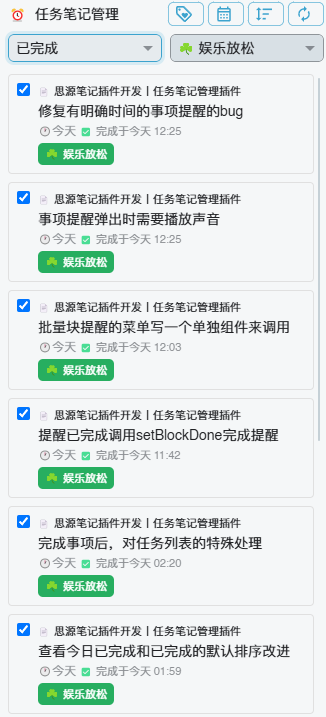 任务笔记管理
已完成
娱乐放松
思源笔记插件开发丨任务笔记管理插件
修复有明确时间的事项提醒的bug
今天 完成于今天 12:25
娱乐放松
思源笔记插件开发丨任务笔记管理插件
事项提醒弹出时需要播放声音
今天 完成于今天 12:25
娱乐放松
思源笔记插件开发丨任务笔记管理插件
批量块提醒的菜单写一个单独组件来调用
今天 完成于今天 12:03
娱乐放松
思源笔记插件开发丨任务笔记管理插件
提醒已完成调用setBlockDone完成提醒
今天 完成于今天 11:42
娱乐放松
思源笔记插件开发丨任务笔记管理插件
完成事项后，对任务列表的特殊处理
今天 完成于今天 02:20
娱乐放松
思源笔记插件开发丨任务笔记管理插件
查看今日已完成和已完成的默认排序改进
今天 完成于今天 01:59
娱乐放松